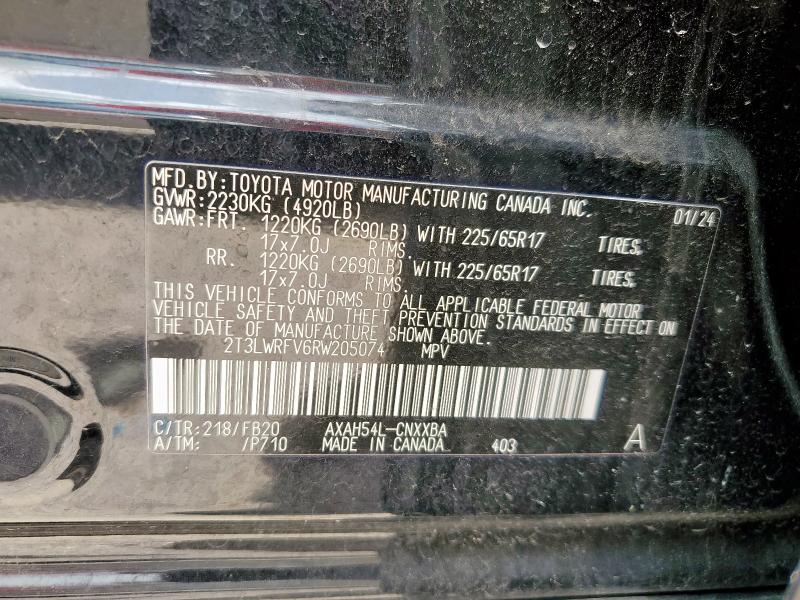 MFD.BY:TOYOTA MOTOR MANUFACTURING CANADA INC.
GVWR:2230KG (4920LB) 01/24
GAWR:FRT. 1220KG (2690LB) WITH 225/65R17 TIRES.
17x7.0J RIMS.
RR. 1220KG (2690LB) WITH 225/65R17 TIRES.
17x7.0J RIMS.
THIS VEHICLE CONFORMS TO ALL APPLICABLE FEDERAL MOTOR
VEHICLE SAFETY AND THEFT PREVENTION STANDARDS IN EFFECT ON
THE DATE OF MANUFACTURE SHOWN ABOVE.
2T3LWRFV6RW205074 MPV
C/TR:218/FB20 AXAH54L-CNXXBA
A/TM: /P710 MADE IN CANADA 403 A